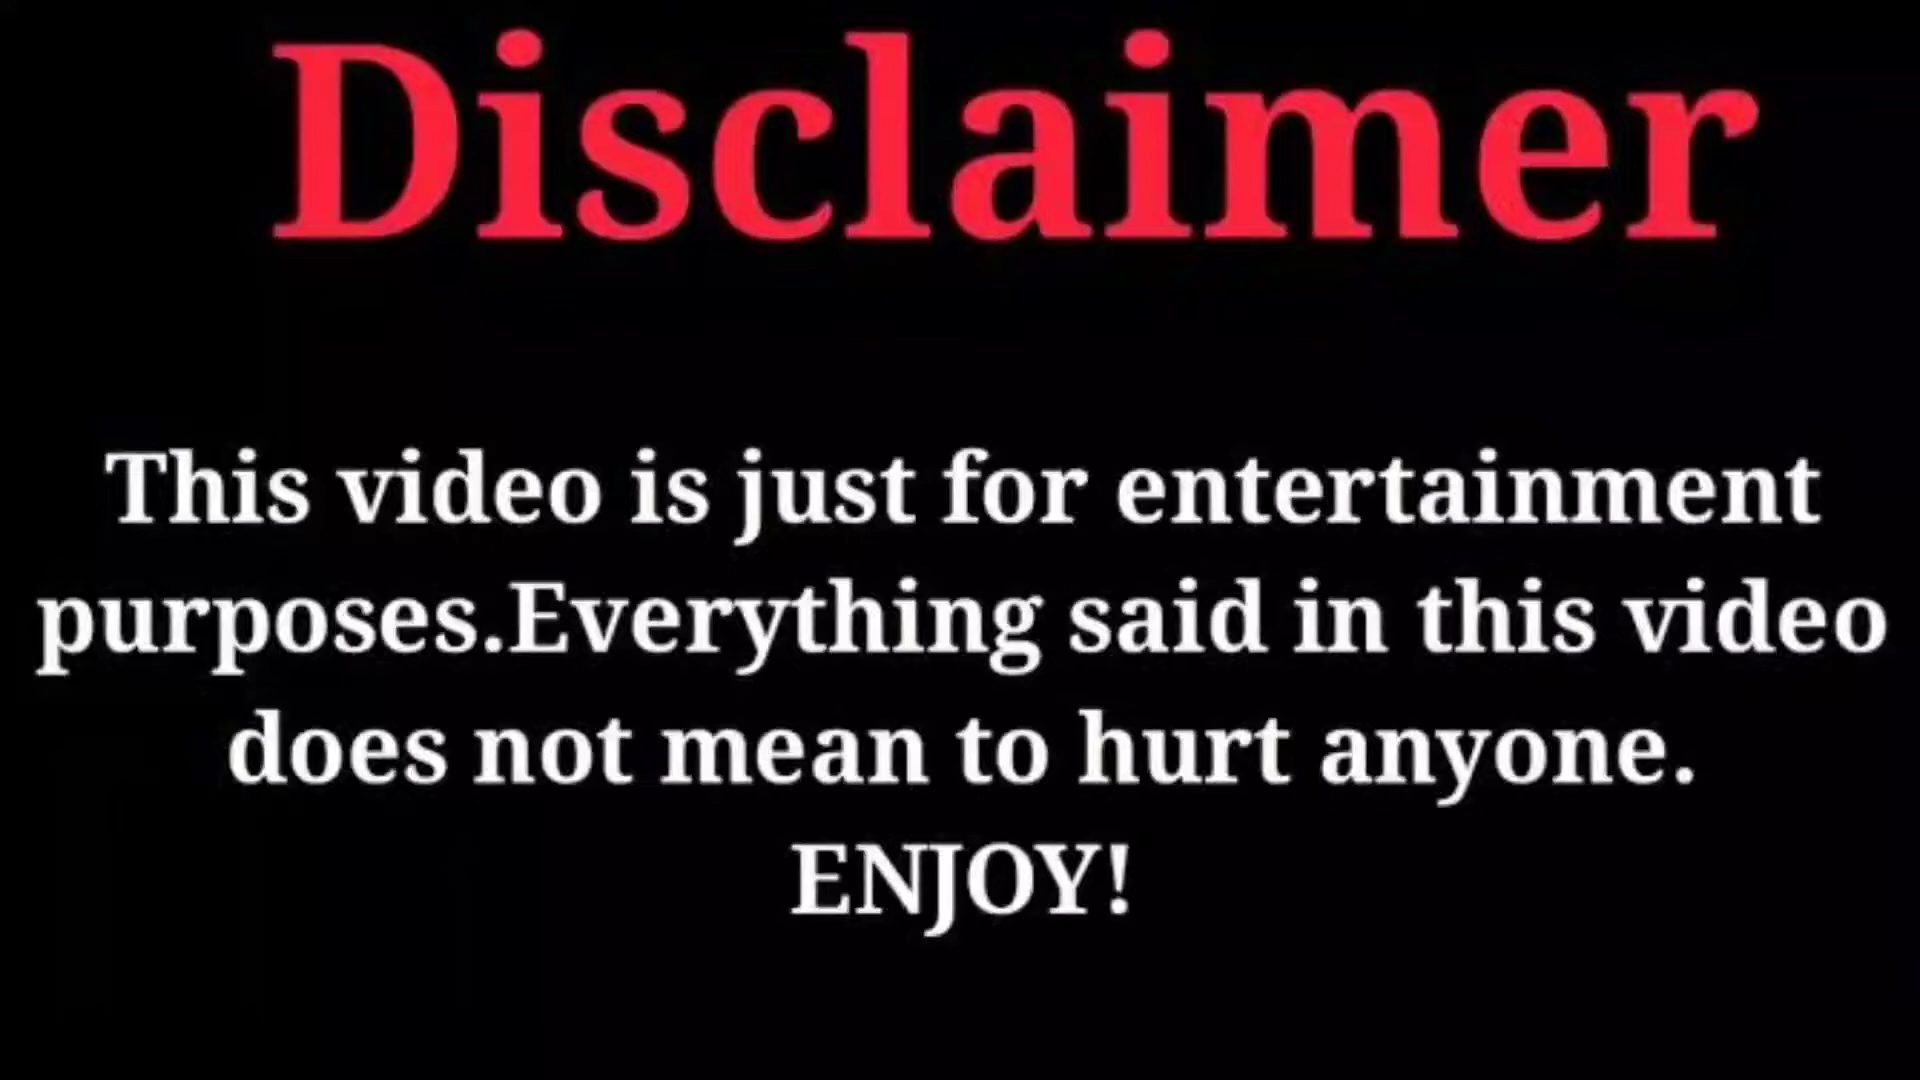 Disclaimer
This video is just for entertainment
purposes.Everything said in this video
does not mean to hurt anyone.
ENJOY!